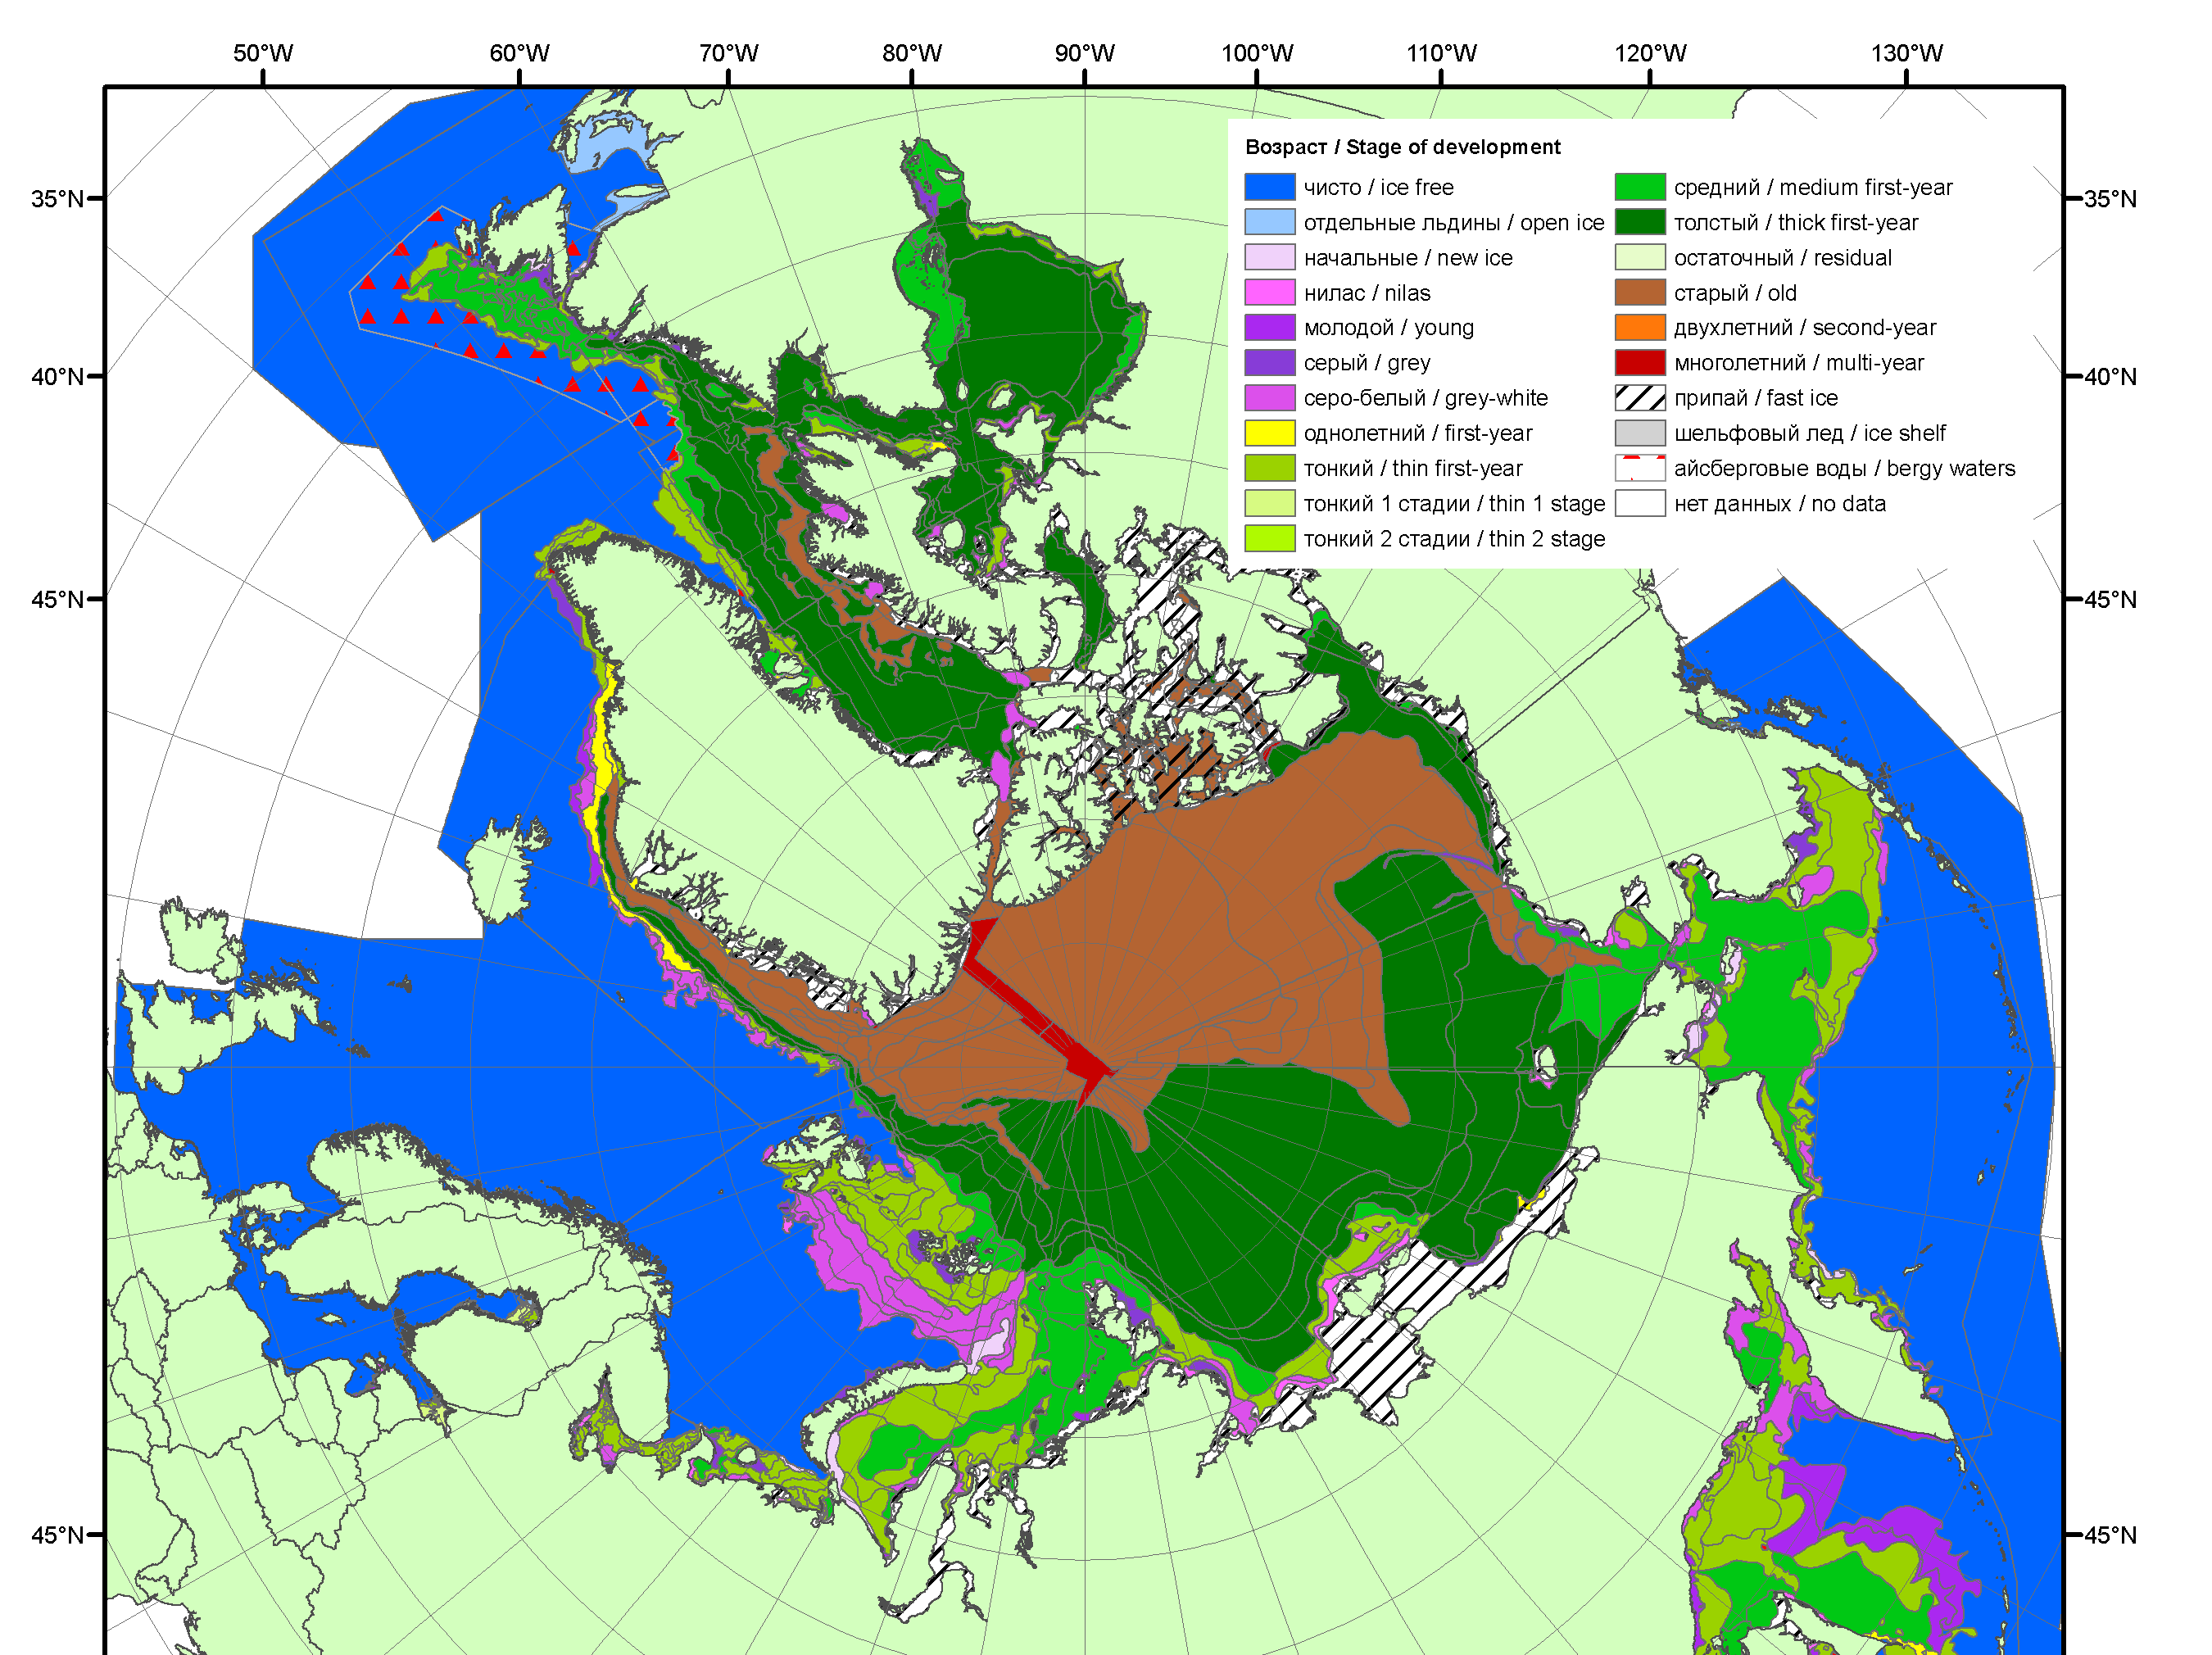 50°W 60°W 70°W 80°W 90°W 100°W 110°W 120°W 130°W
Возраст / Stage of development
чисто / ice free
отдельные льдины / open ice
начальные / new ice
нилас / nilas
молодой / young
серый / grey
серо-белый / grey-white
однолетний / first-year
тонкий / thin first-year
тонкий 1 стадии / thin 1 stage
тонкий 2 стадии / thin 2 stage
средний / medium first-year
толстый / thick first-year
остаточный / residual
старый / old
двухлетний / second-year
многолетний / multi-year
припай / fast ice
шельфовый лед / ice shelf
айсберговые воды / bergy waters
нет данных / no data
35°N 35°N
40°N 40°N
45°N 45°N
45°N 45°N